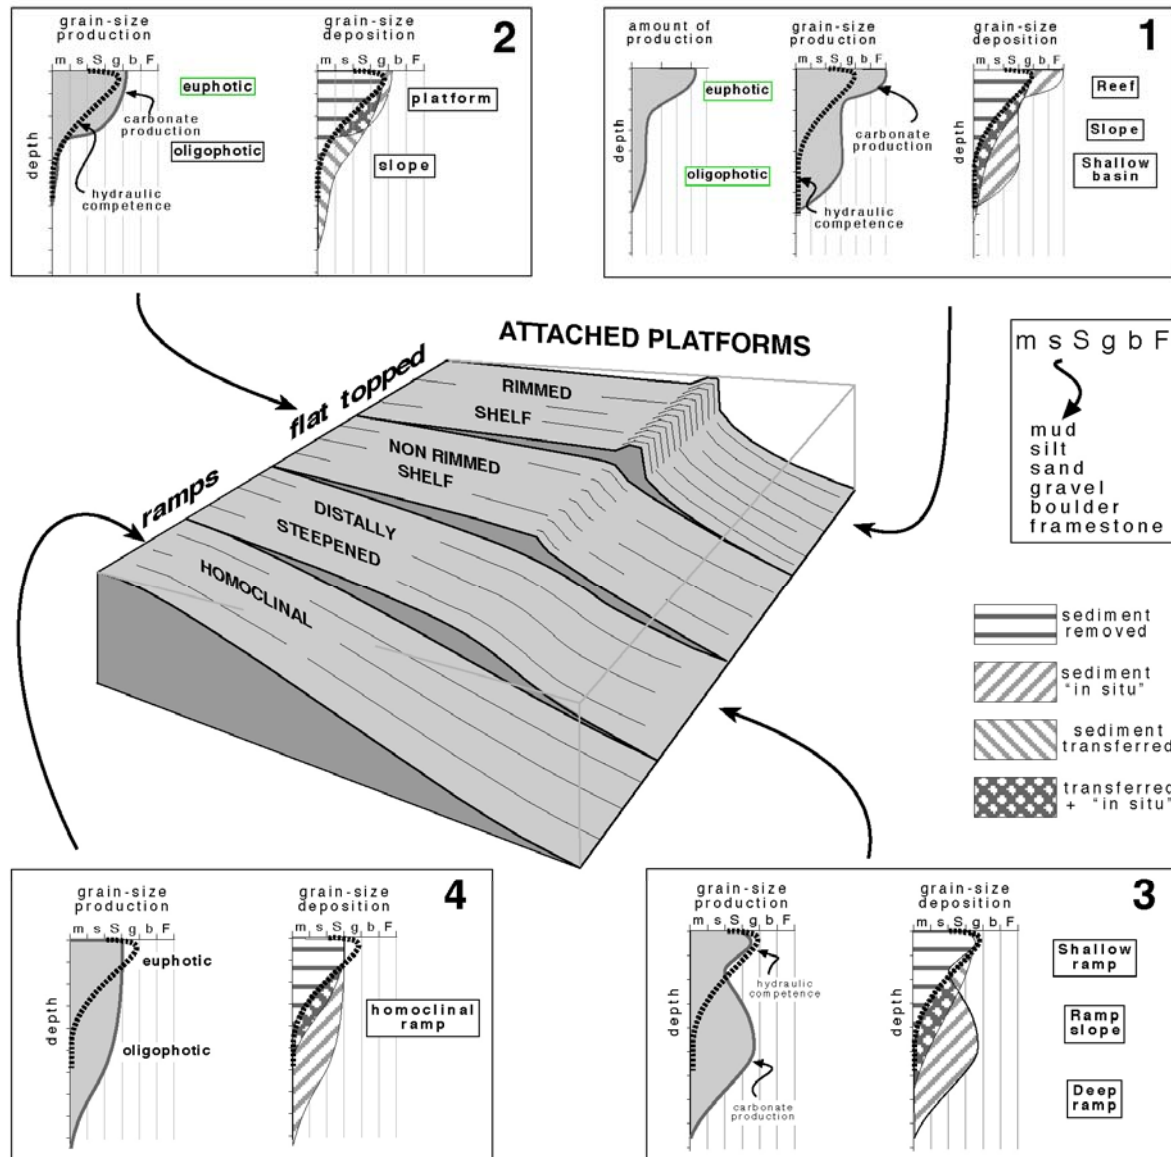 grain-size
production
m s S g b F
depth
carbonate
production
hydraulic
competence
euphotic
oligophotic
grain-size
deposition
m s S g b F
platform
slope
2
amount of
production
depth
euphotic
oligophotic
grain-size
production
m s S g b F
carbonate
production
hydraulic
competence
grain-size
deposition
m s S g b F
1
Reef
Slope
Shallow
basin
ATTACHED PLATFORMS
flat topped
ramps
RIMMED
SHELF
NON RIMMED
SHELF
DISTALLY
STEEPENED
HOMOCLINAL
m s S g b F
mud
silt
sand
gravel
boulder
framestone
sediment
removed
sediment
"in situ"
sediment
transferred
transferred
+ "in situ"
grain-size
production
m s S g b F
depth
euphotic
oligophotic
grain-size
deposition
m s S g b F
4
homoclinal
ramp
grain-size
production
m s S g b F
depth
hydraulic
competence
carbonate
production
grain-size
deposition
m s S g b F
depth
3
Shallow
ramp
Ramp
slope
Deep
ramp